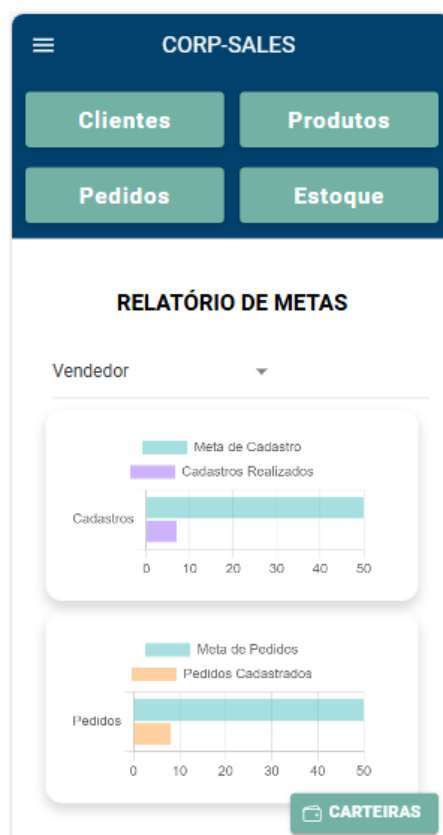 CORP-SALES
Clientes Produtos
Pedidos Estoque
RELATÓRIO DE METAS
Vendedor
Meta de Cadastro
Cadastros Realizados
Cadastros
0 10 20 30 40 50
Meta de Pedidos
Pedidos Cadastrados
Pedidos
0 10 20 30 40 50
CARTEIRAS